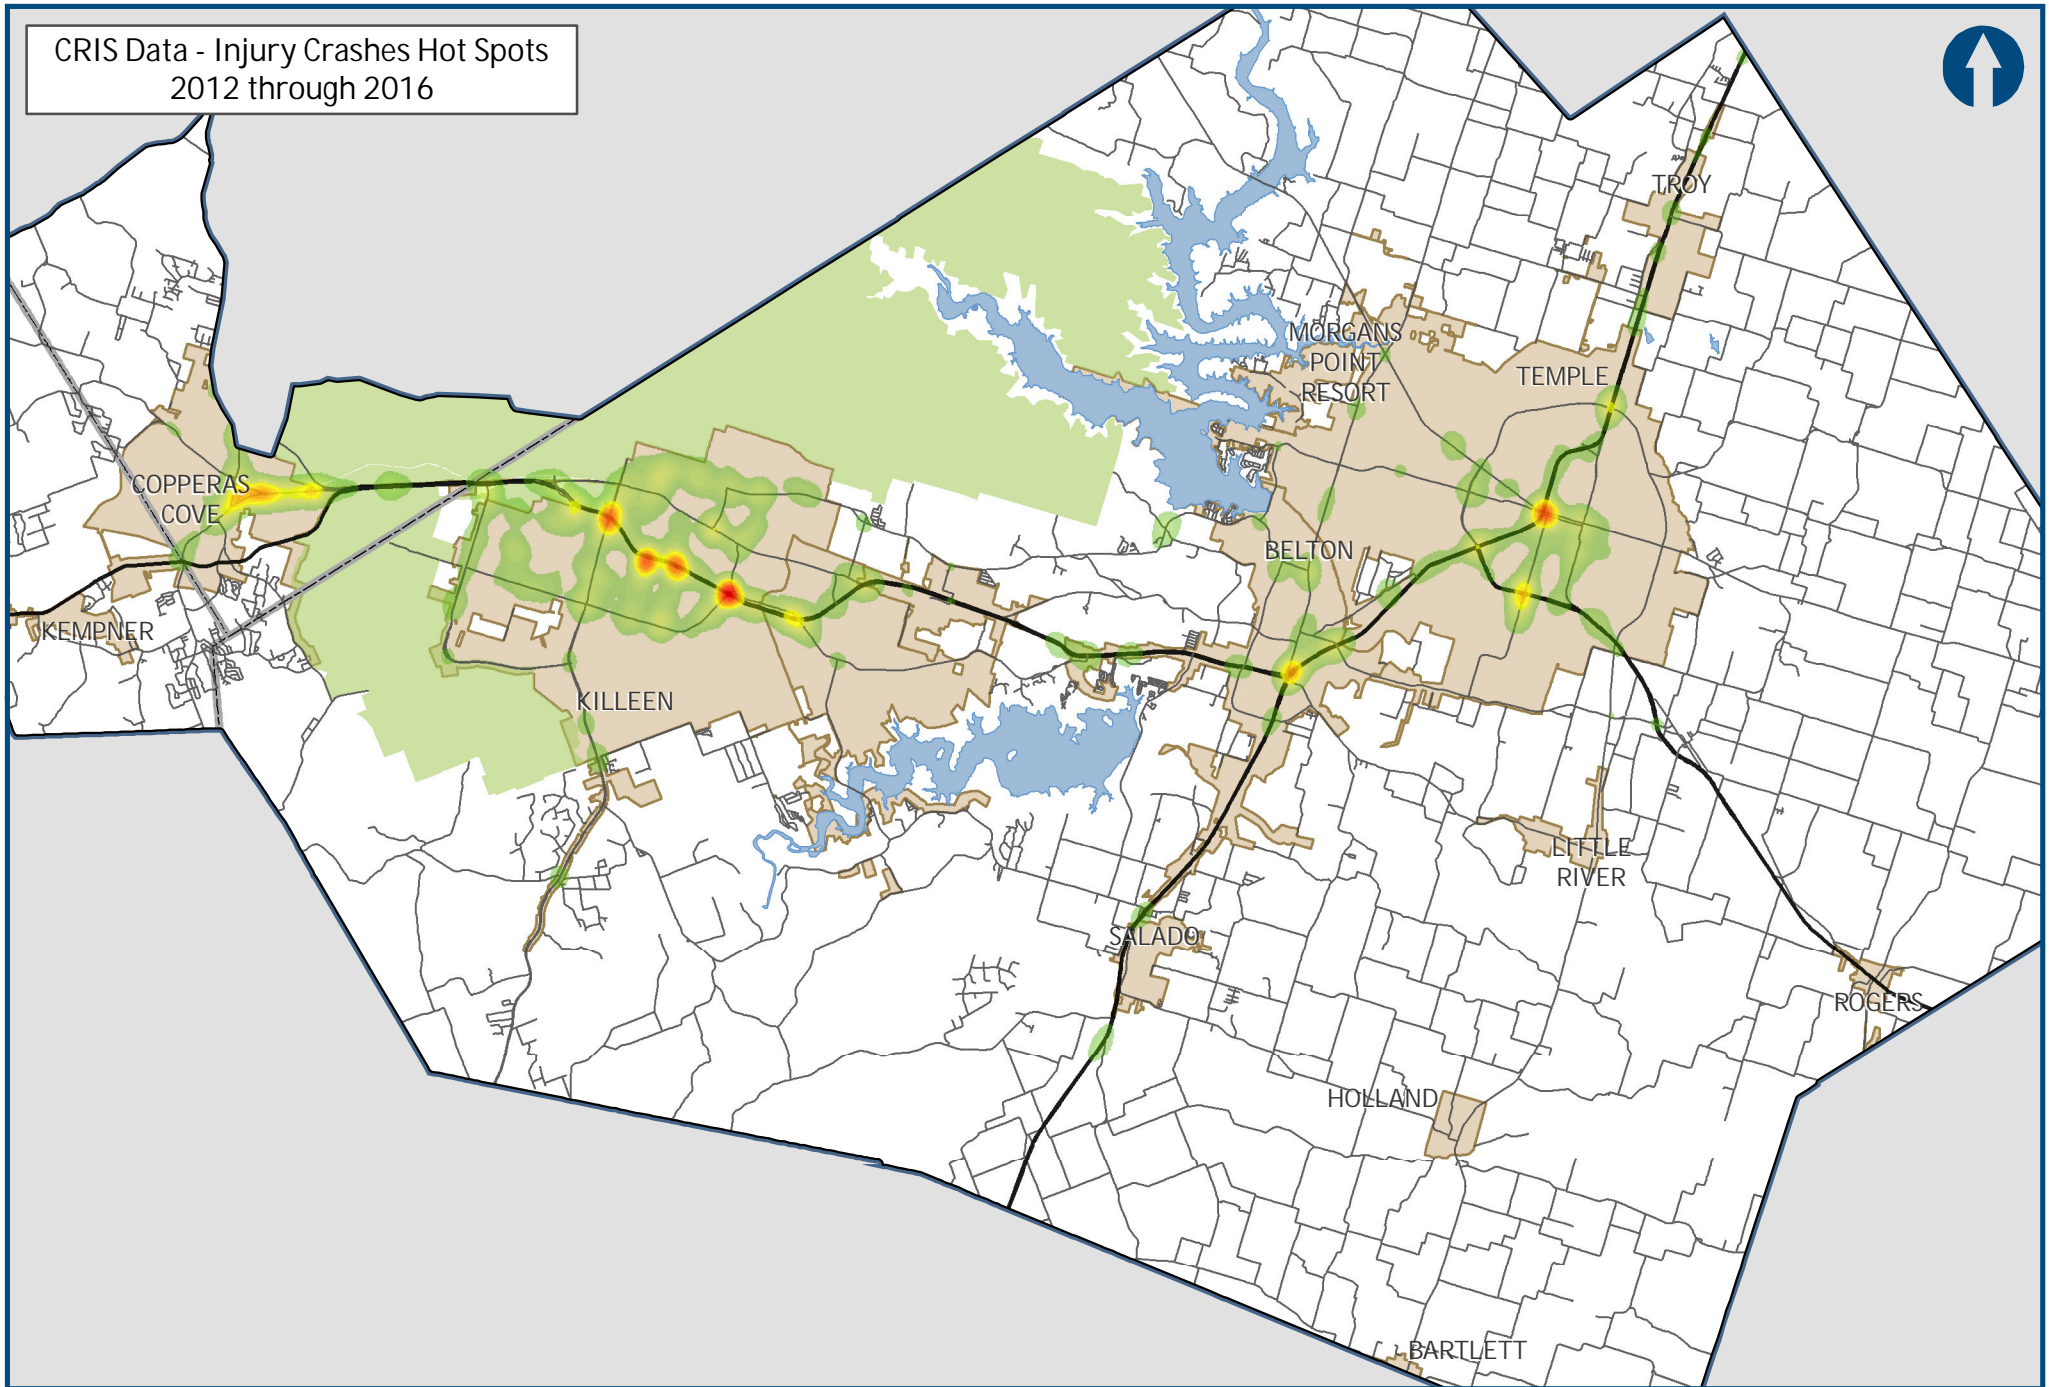 CRIS Data - Injury Crashes Hot Spots
2012 through 2016
TROY
MORGANS
POINT
RESORT
TEMPLE
COPPERAS
COVE
BELTON
KEMPNER
KILLEEN
LITTLE
RIVER
SALADO
ROGERS
HOLLAND
BARTLETT